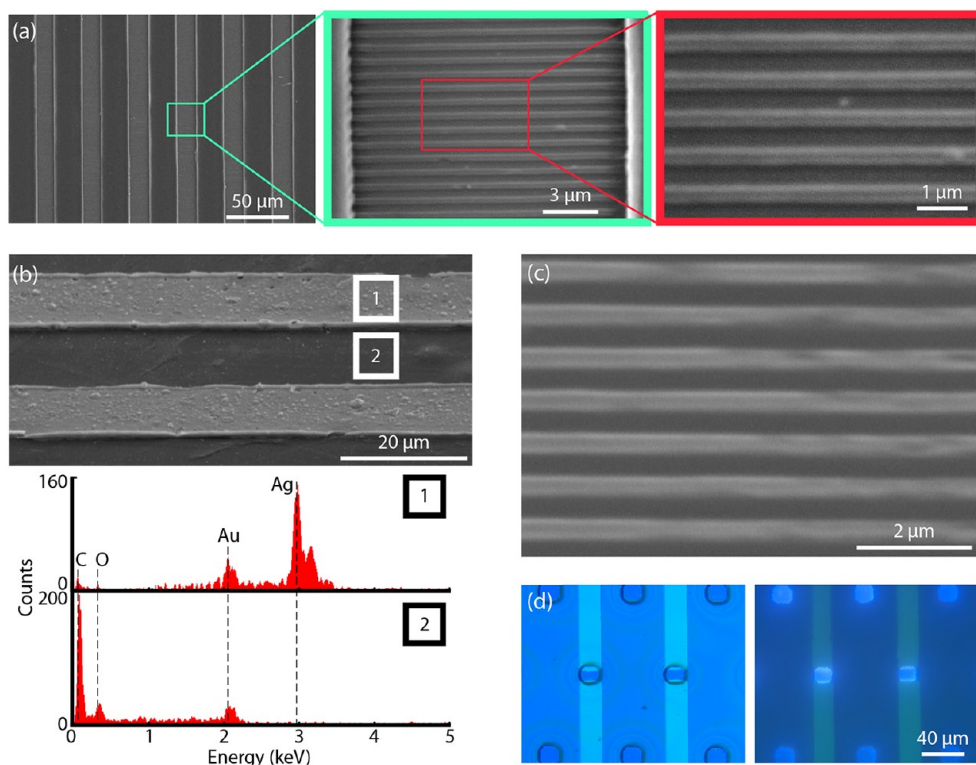 (a)
50 µm
3 µm
1 µm
(b)
1
2
20 µm
(c)
2 µm
160
Ag
1
Au
C
O
0
Counts
200
2
0
0
1
2
3
4
5
Energy (keV)
(d)
40 µm